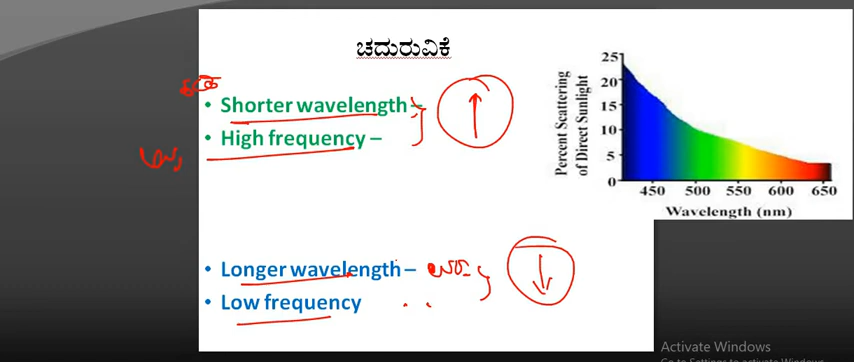 ಚದುರುವಿಕೆ
• Shorter wavelength –
• High frequency –
• Longer wavelength –
• Low frequency
Percent Scattering
of Direct Sunlight
25
20
15
10
5
0
450 500 550 600 650
Wavelength (nm)
Activate Windows